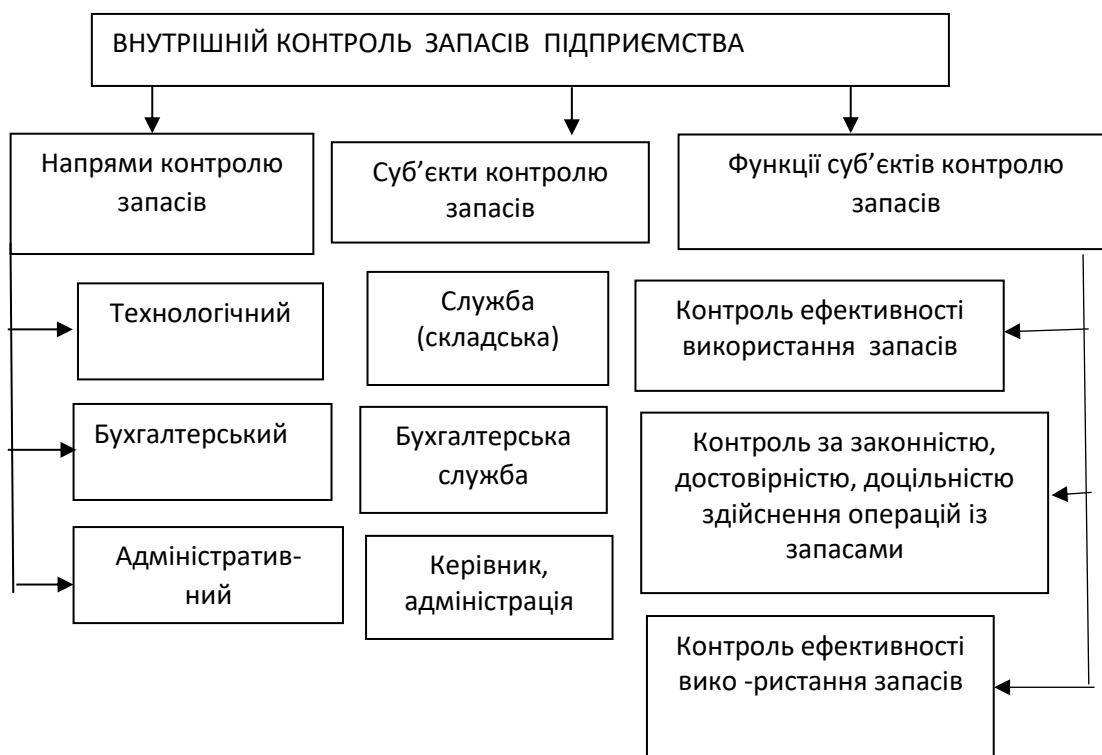 ВНУТРІШНІЙ КОНТРОЛЬ ЗАПАСІВ ПІДПРИЄМСТВА
Напрями контролю
запасів
Суб’єкти контролю
запасів
Функції суб’єктів контролю
запасів
Технологічний
Служба
(складська)
Контроль ефективності
використання запасів
Бухгалтерський
Бухгалтерська
служба
Контроль за законністю,
достовірністю, доцільністю
здійснення операцій із
запасами
Адміністратив-
ний
Керівник,
адміністрація
Контроль ефективності
вико -ристання запасів